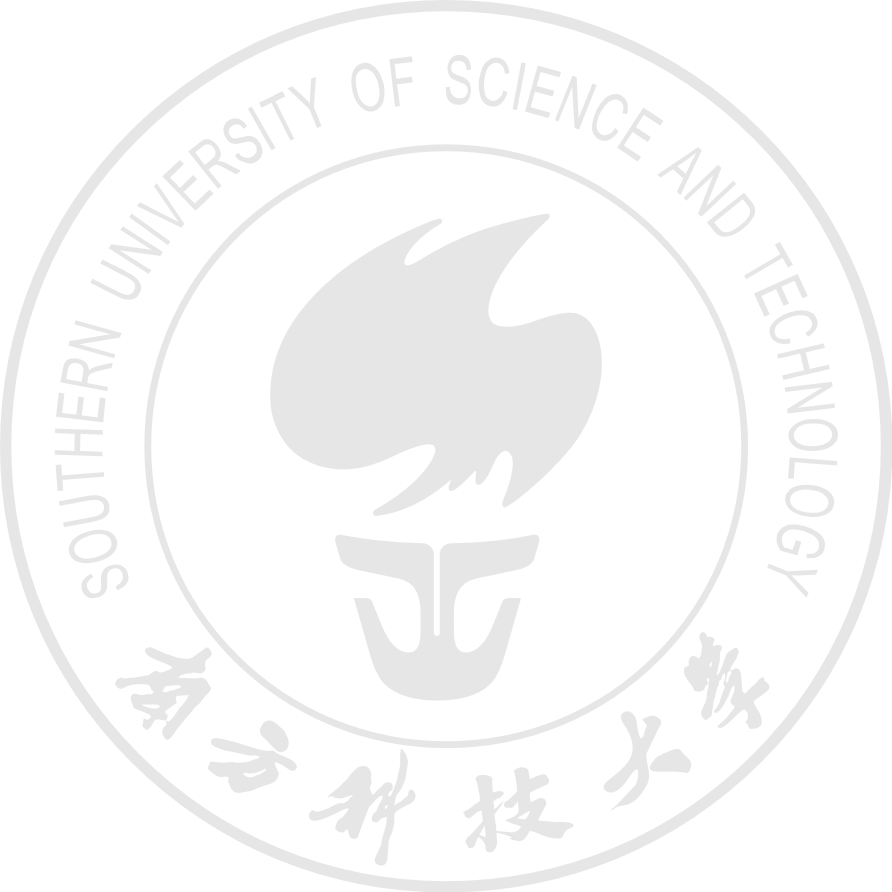 SOUTHERN UNIVERSITY OF SCIENCE AND TECHNOLOGY
南方科技大学